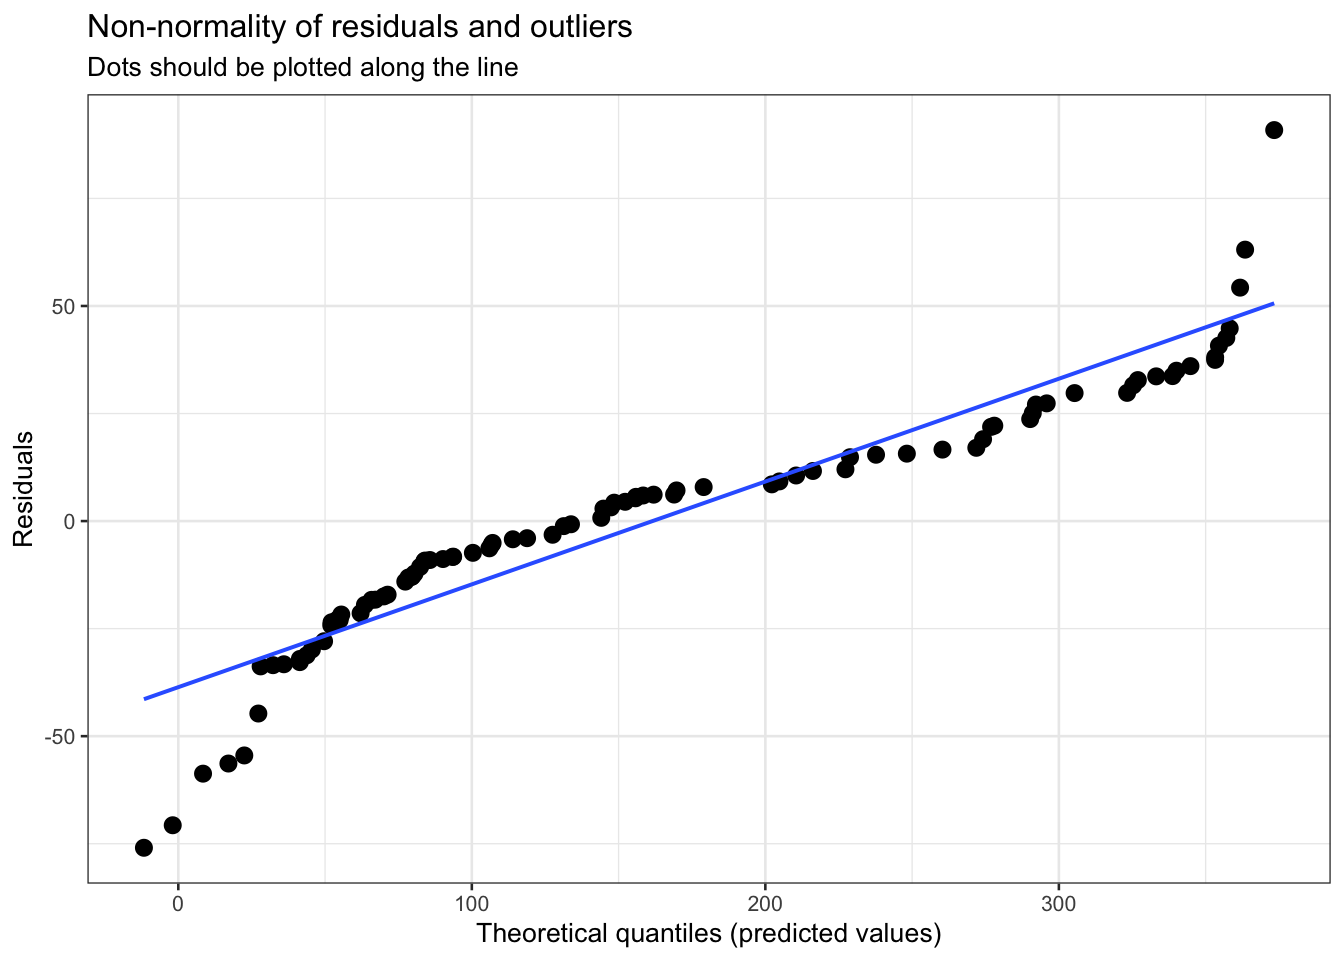 Non-normality of residuals and outliers
Dots should be plotted along the line
50
0
-50
Residuals
0 100 200 300
Theoretical quantiles (predicted values)